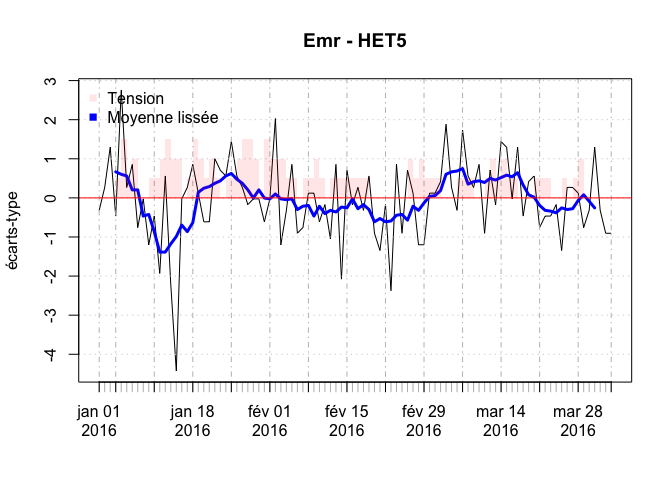 Emr - HET5
Tension
Moyenne lissée
écarts-type
3
2
1
0
-1
-2
-3
-4
jan 01 jan 18 fév 01 fév 15 fév 29 mar 14 mar 28
2016 2016 2016 2016 2016 2016 2016